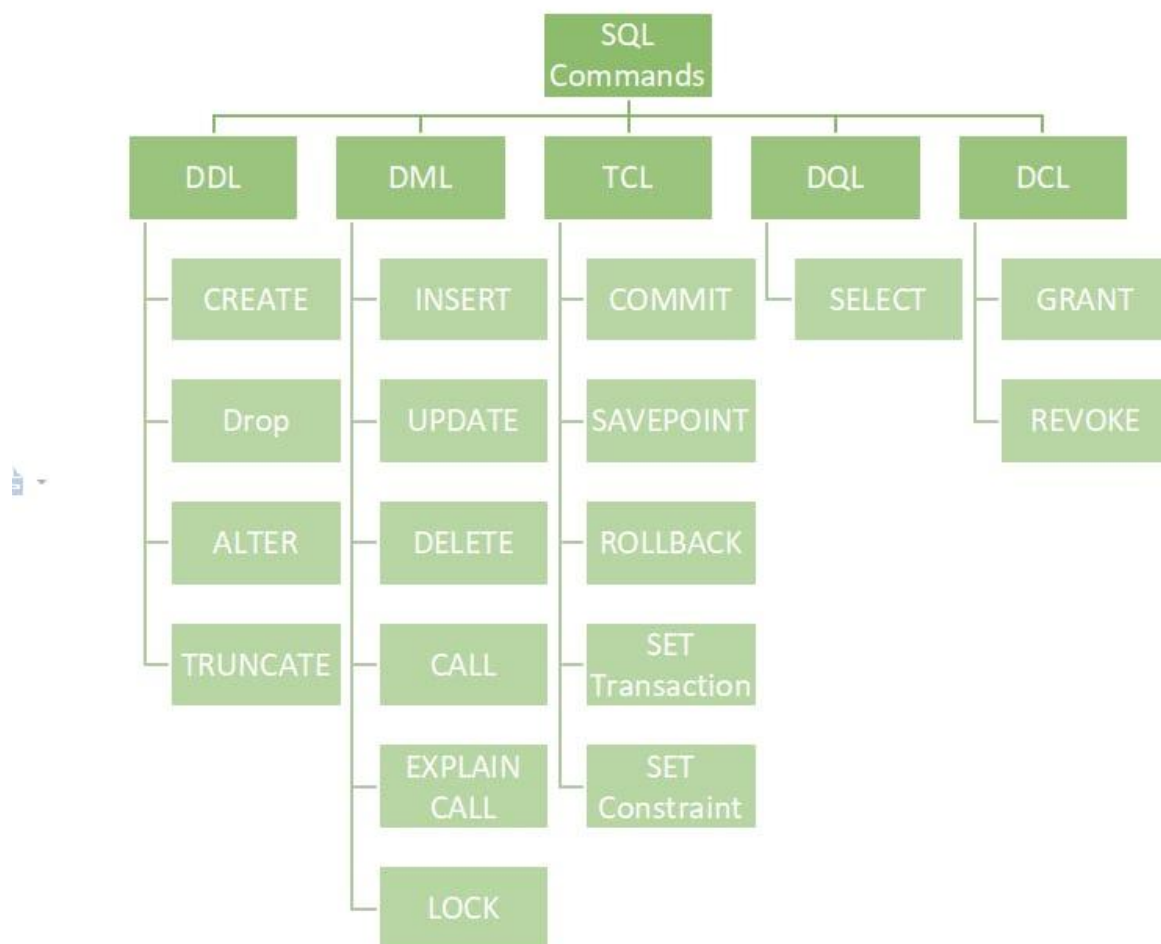 SQL
Commands
DDL
DML
TCL
DQL
DCL
CREATE
INSERT
COMMIT
SELECT
GRANT
Drop
UPDATE
SAVEPOINT
REVOKE
ALTER
DELETE
ROLLBACK
TRUNCATE
CALL
SET
Transaction
EXPLAIN
CALL
SET
Constraint
LOCK